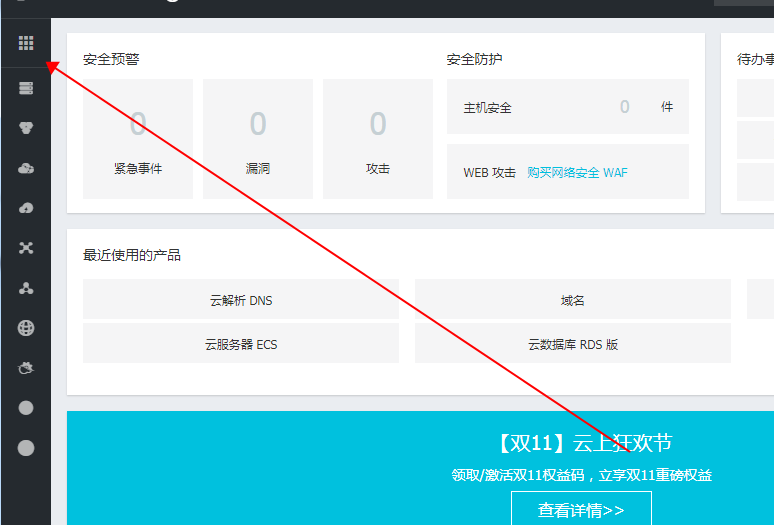 安全预警
安全防护
待办事
0
0
0
主机安全
0
件
紧急事件
漏洞
攻击
WEB 攻击 购买网络安全 WAF
最近使用的产品
云解析 DNS
域名
云服务器 ECS
云数据库 RDS 版
【双11】云上狂欢节
领取/激活双11权益码，立享双11重磅权益
查看详情>>